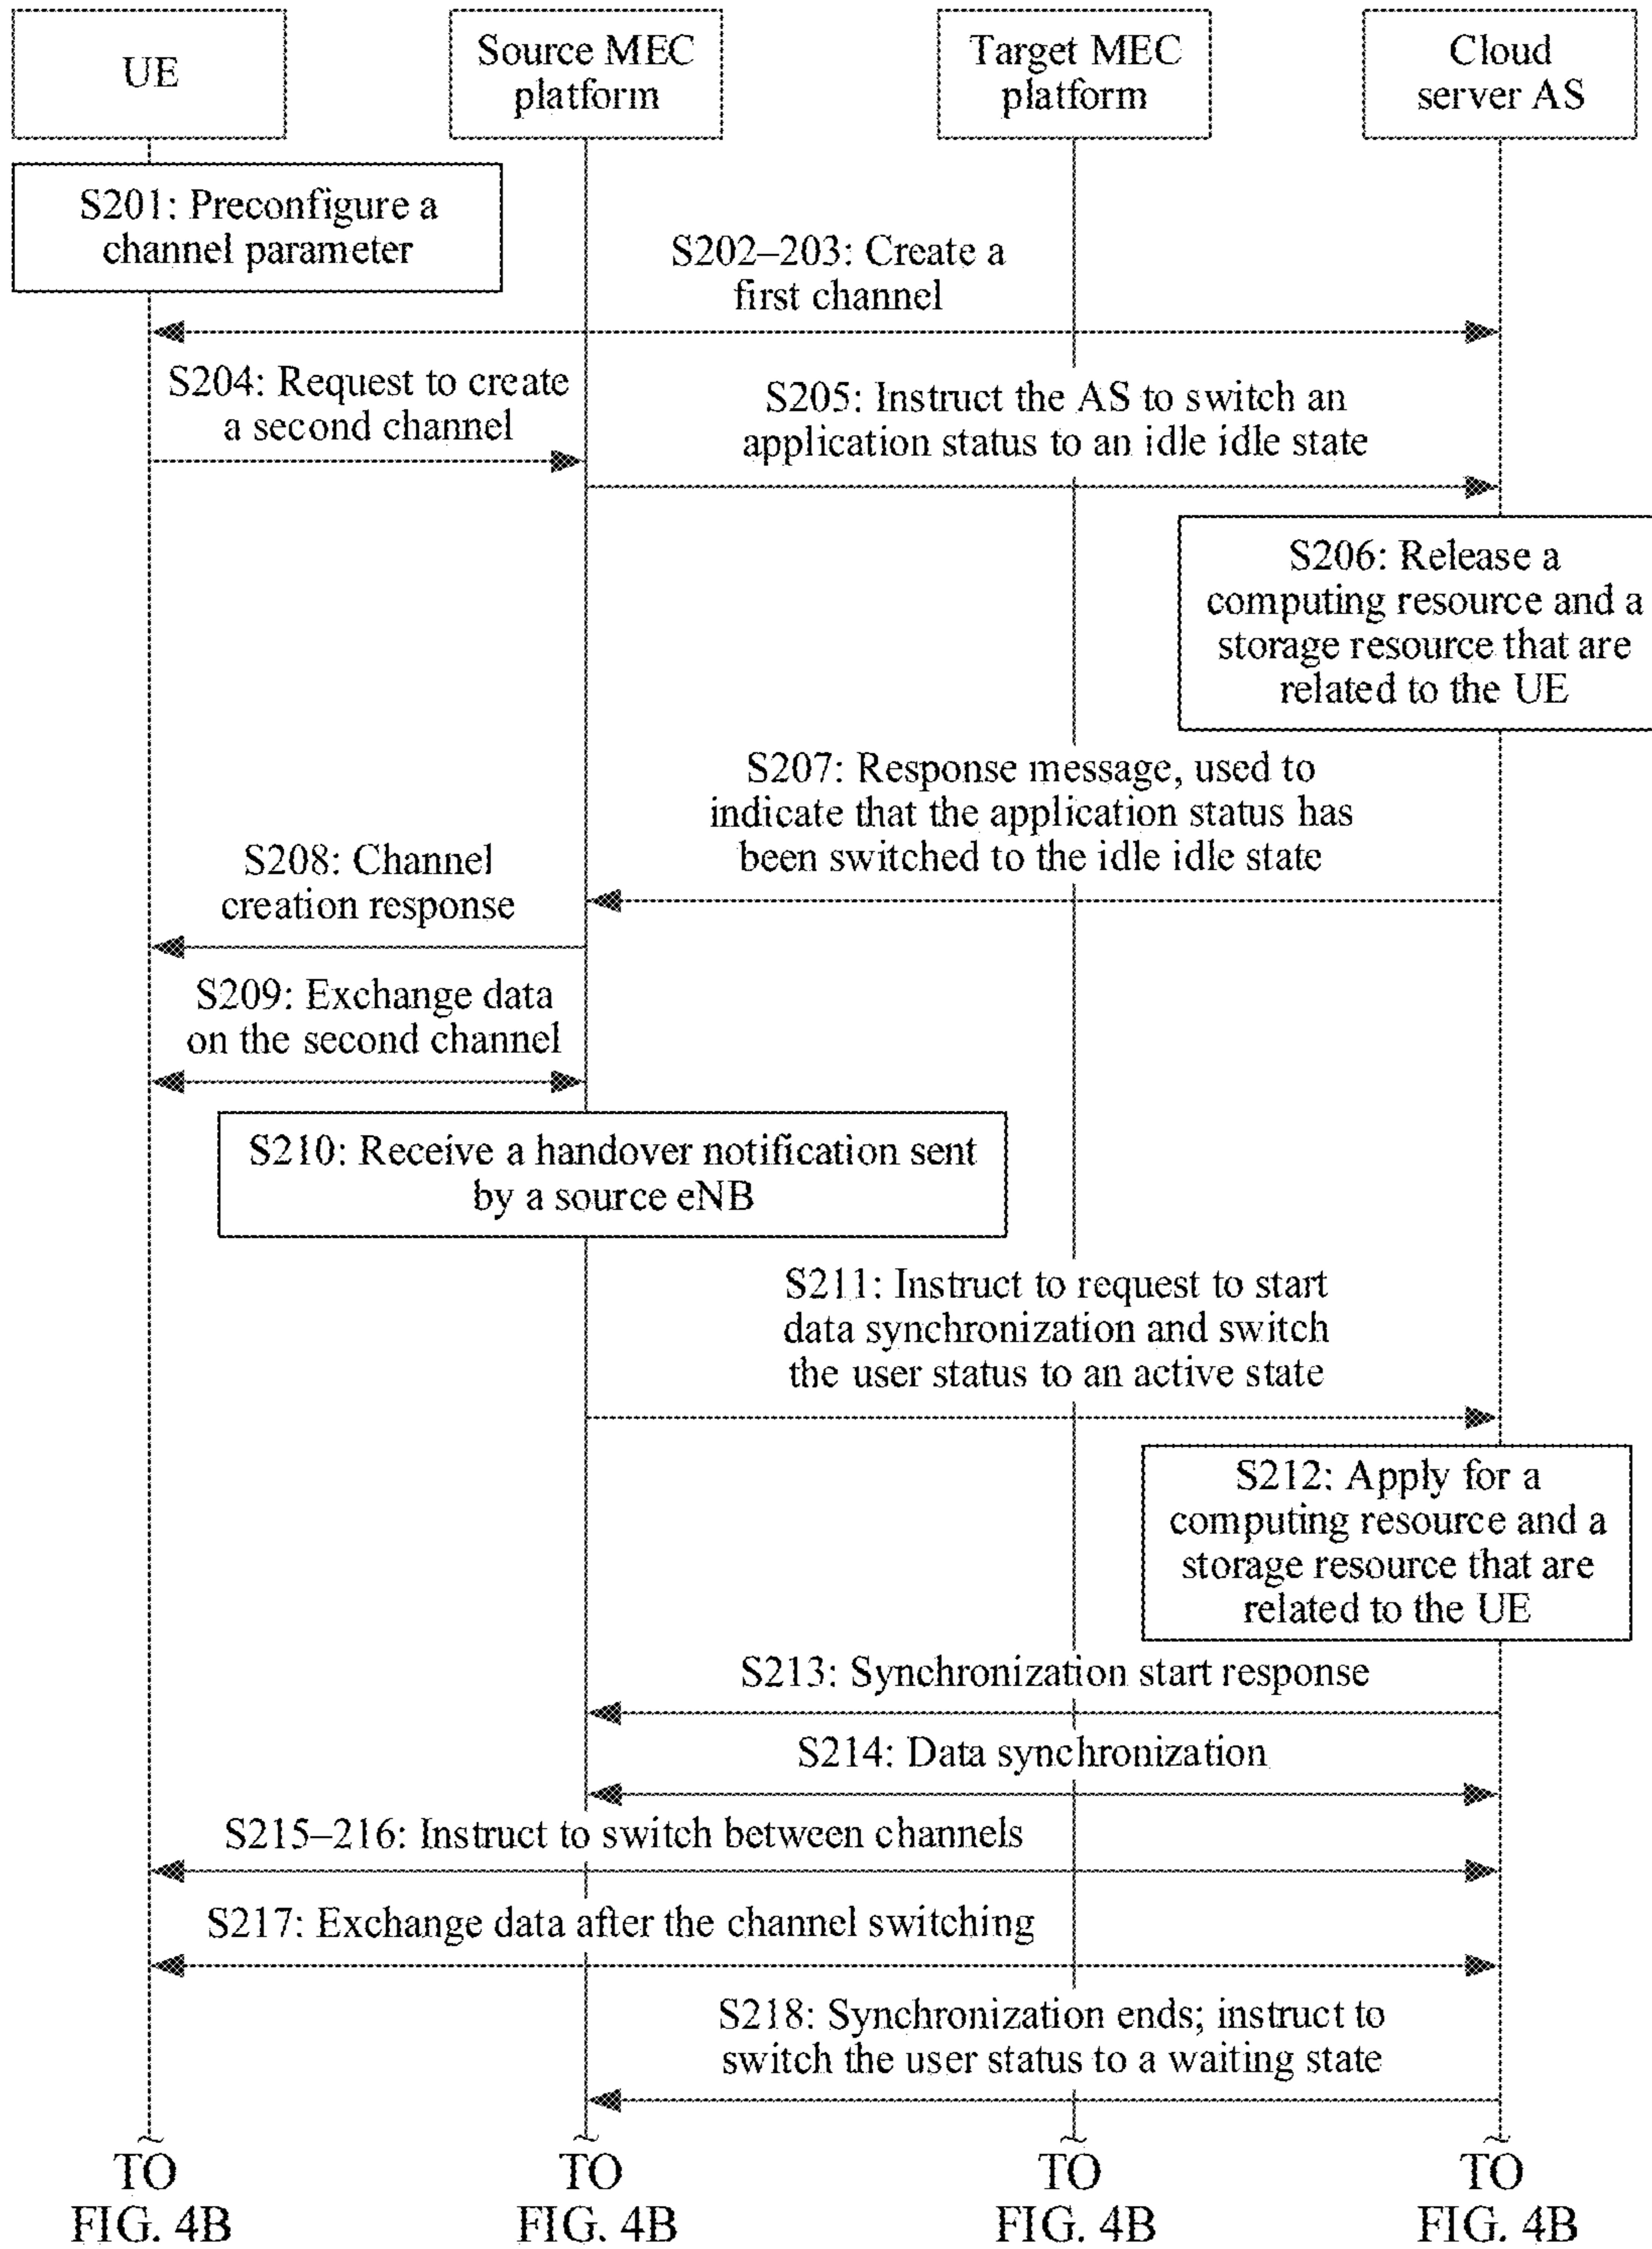 UE
Source MEC
platform
Target MEC
platform
Cloud
server AS
S201: Preconfigure a
channel parameter
S202–203: Create a
first channel
S204: Request to create
a second channel
S205: Instruct the AS to switch an
application status to an idle idle state
S206: Release a
computing resource and a
storage resource that are
related to the UE
S207: Response message, used to
indicate that the application status has
been switched to the idle idle state
S208: Channel
creation response
S209: Exchange data
on the second channel
S210: Receive a handover notification sent
by a source eNB
S211: Instruct to request to start
data synchronization and switch
the user status to an active state
S212: Apply for a
computing resource and a
storage resource that are
related to the UE
S213: Synchronization start response
S214: Data synchronization
S215–216: Instruct to switch between channels
S217: Exchange data after the channel switching
S218: Synchronization ends; instruct to
switch the user status to a waiting state
TO
FIG. 4B
TO
FIG. 4B
TO
FIG. 4B
TO
FIG. 4B